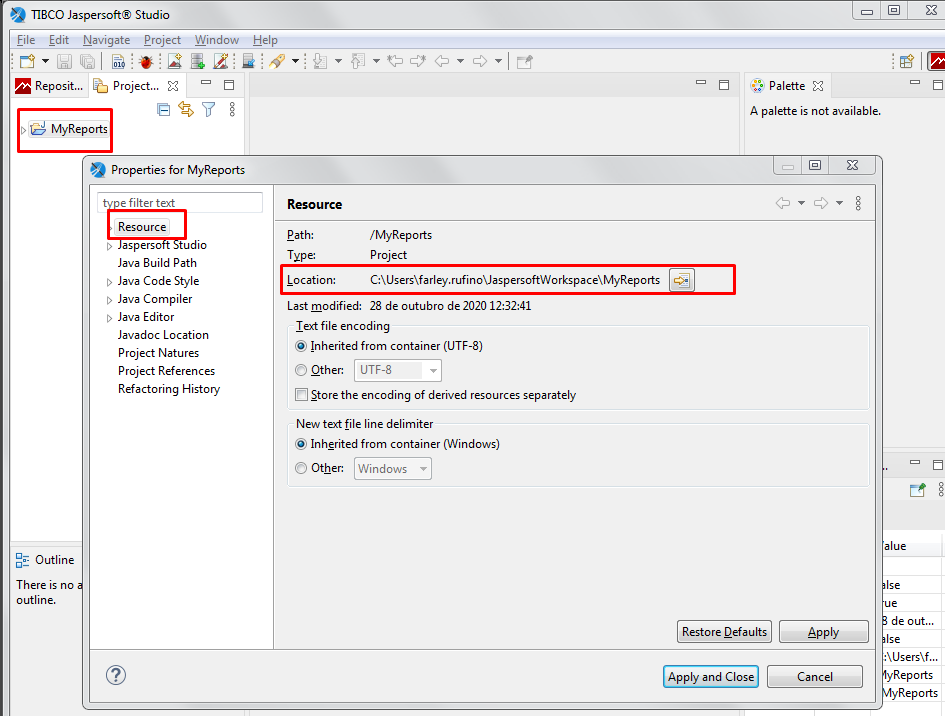 TIBCO Jaspersoft® Studio
File Edit Navigate Project Window Help
010
Reposit... Project... Palette
MyReports
A palette is not available.
Properties for MyReports
type filter text
Resource
Jaspersoft Studio
Java Build Path
Java Code Style
Java Compiler
Java Editor
Javadoc Location
Project Natures
Project References
Refactoring History
Resource
Path: /MyReports
Type: Project
Location: C:\Users\farley.rufino\JaspersoftWorkspace\MyReports
Last modified: 28 de outubro de 2020 12:32:41
Text file encoding
Inherited from container (UTF-8)
Other: UTF-8
Store the encoding of derived resources separately
New text file line delimiter
Inherited from container (Windows)
Other: Windows
Restore Defaults Apply
? Apply and Close Cancel
Outline
There is no a
outline.
...
alue
alse
rue
8 de out...
alse
:\Users\f...
MyReports
MyReports